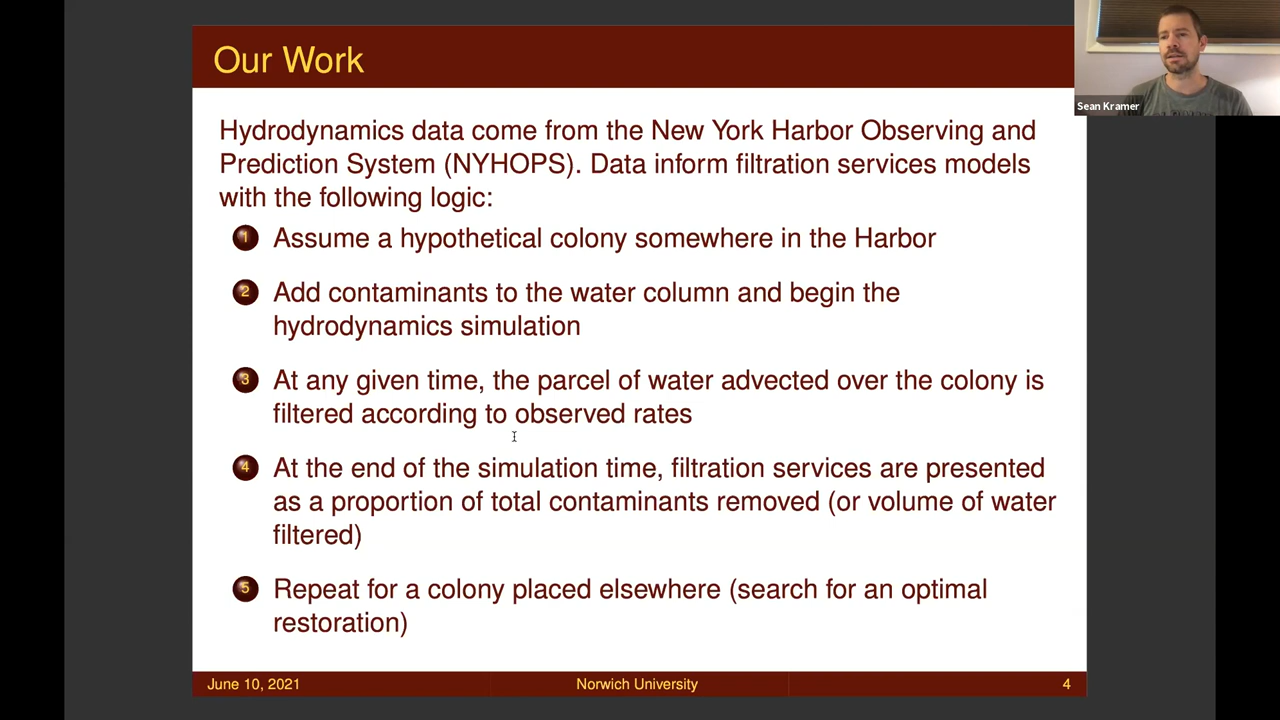 Our Work
Sean Kramer
Hydrodynamics data come from the New York Harbor Observing and
Prediction System (NYHOPS). Data inform filtration services models
with the following logic:
1 Assume a hypothetical colony somewhere in the Harbor
2 Add contaminants to the water column and begin the
hydrodynamics simulation
3 At any given time, the parcel of water advected over the colony is
filtered according to observed rates
4 At the end of the simulation time, filtration services are presented
as a proportion of total contaminants removed (or volume of water
filtered)
5 Repeat for a colony placed elsewhere (search for an optimal
restoration)
June 10, 2021 Norwich University 4